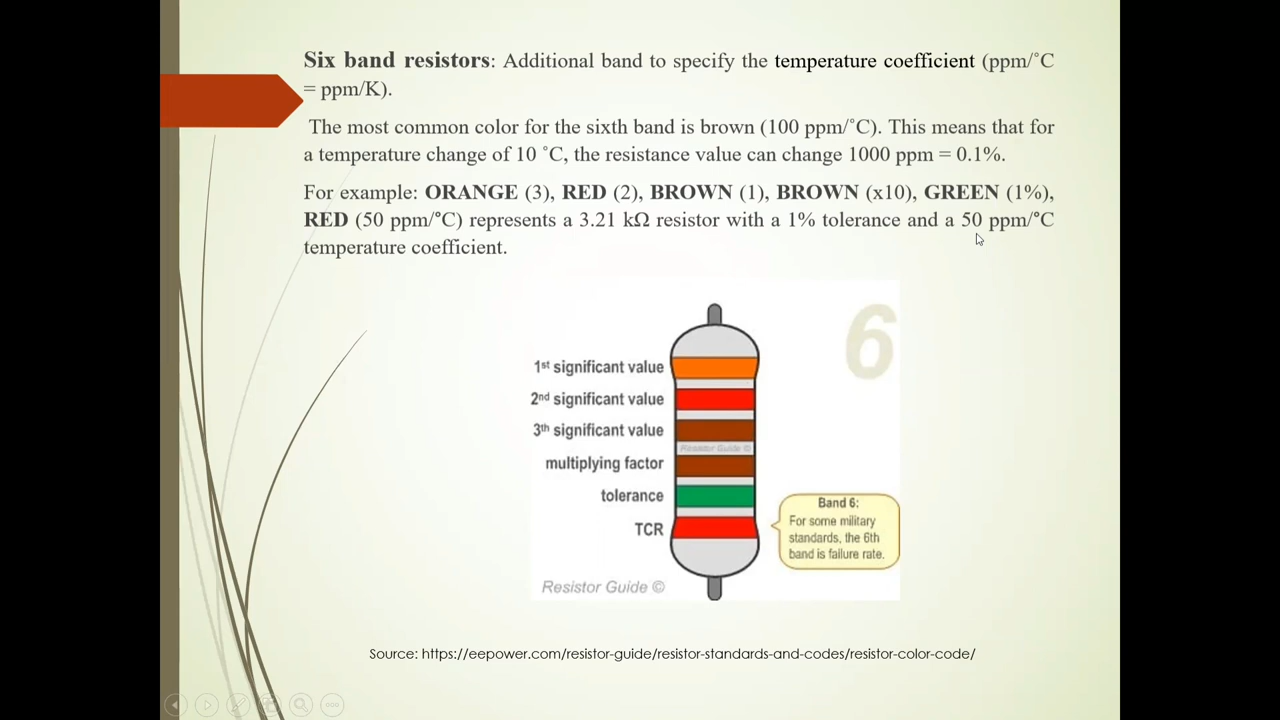 Six band resistors: Additional band to specify the temperature coefficient (ppm/˚C
= ppm/K).
The most common color for the sixth band is brown (100 ppm/˚C). This means that for
a temperature change of 10 ˚C, the resistance value can change 1000 ppm = 0.1%.
For example: ORANGE (3), RED (2), BROWN (1), BROWN (x10), GREEN (1%),
RED (50 ppm/°C) represents a 3.21 kΩ resistor with a 1% tolerance and a 50 ppm/°C
temperature coefficient.
6
1st significant value
2nd significant value
3th significant value
Resistor Guide ©
multiplying factor
tolerance
TCR
Band 6:
For some military
standards, the 6th
band is failure rate.
Resistor Guide ©
Source: https://eepower.com/resistor-guide/resistor-standards-and-codes/resistor-color-code/